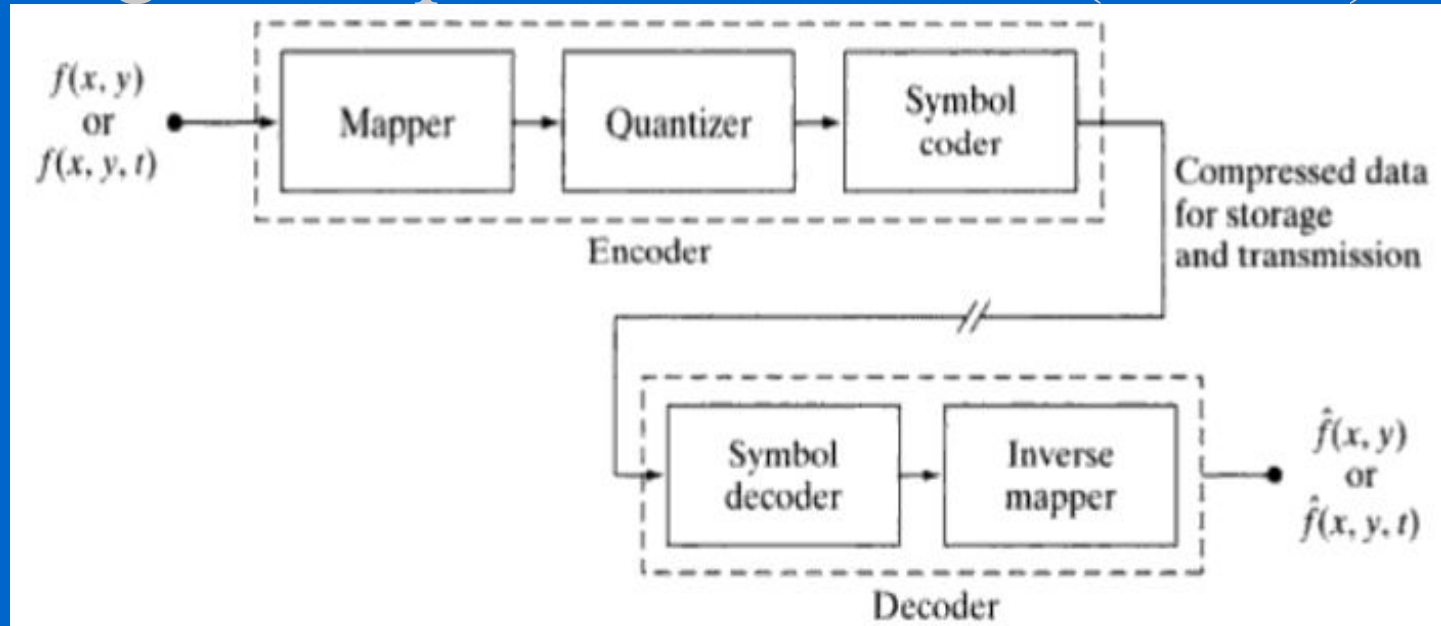 f(x, y)
or
f(x, y, t)
Mapper
Quantizer
Symbol
coder
Encoder
Compressed data
for storage
and transmission
Symbol
decoder
Inverse
mapper
Decoder
f̂(x, y)
or
f̂(x, y, t)